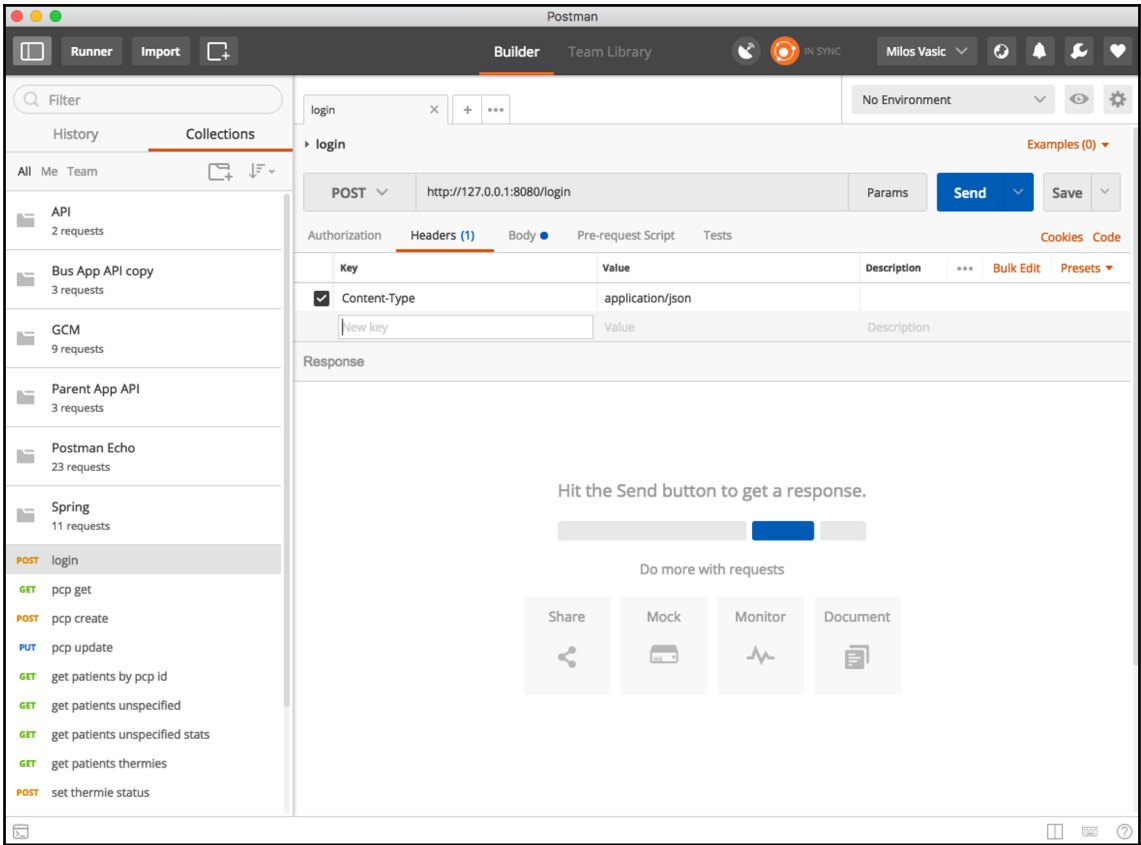 Postman
Runner Import Builder Team Library IN SYNC Milos Vasic
Filter
History Collections
All Me Team
API
2 requests
Bus App API copy
3 requests
GCM
9 requests
Parent App API
3 requests
Postman Echo
23 requests
Spring
11 requests
POST login
GET pcp get
POST pcp create
PUT pcp update
GET get patients by pcp id
GET get patients unspecified
GET get patients unspecified stats
GET get patients thermies
POST set thermie status
login No Environment
login Examples (0)
POST http://127.0.0.1:8080/login Params Send Save
Authorization Headers (1) Body Pre-request Script Tests Cookies Code
Key Value Description Bulk Edit Presets
Content-Type application/json
New key Value Description
Response
Hit the Send button to get a response.
Do more with requests
Share Mock Monitor Document